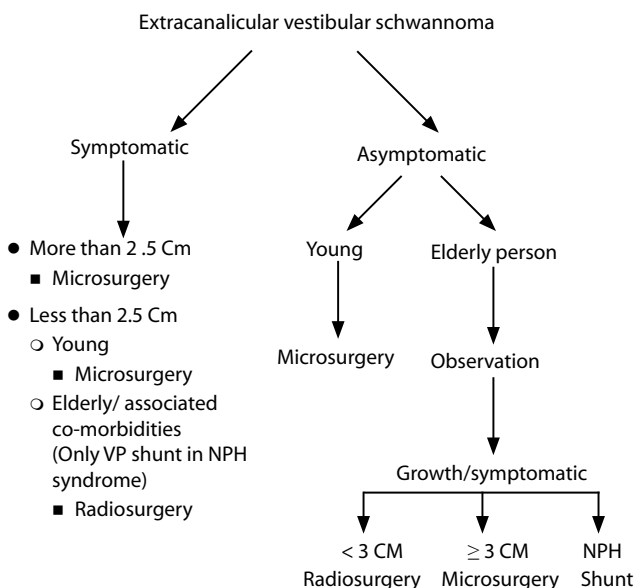 Extracanalicular vestibular schwannoma
Symptomatic
● More than 2 .5 Cm
■ Microsurgery
● Less than 2.5 Cm
○ Young
■ Microsurgery
○ Elderly/ associated
co-morbidities
(Only VP shunt in NPH
syndrome)
■ Radiosurgery
Asymptomatic
Young
Microsurgery
Elderly person
Observation
Growth/symptomatic
< 3 CM
Radiosurgery
≥ 3 CM
Microsurgery
NPH
Shunt